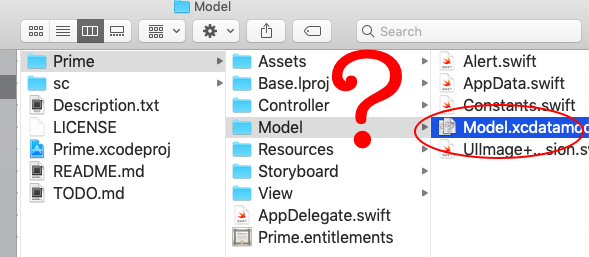 Model
Search
Prime
sc
Description.txt
LICENSE
Prime.xcodeproj
README.md
TODO.md
Assets
Base.lproj
Controller
Model
Resources
Storyboard
View
AppDelegate.swift
Prime.entitlements
?
Alert.swift
AppData.swift
Constants.swift
Model.xcdatamo
UIImage+...sion.s